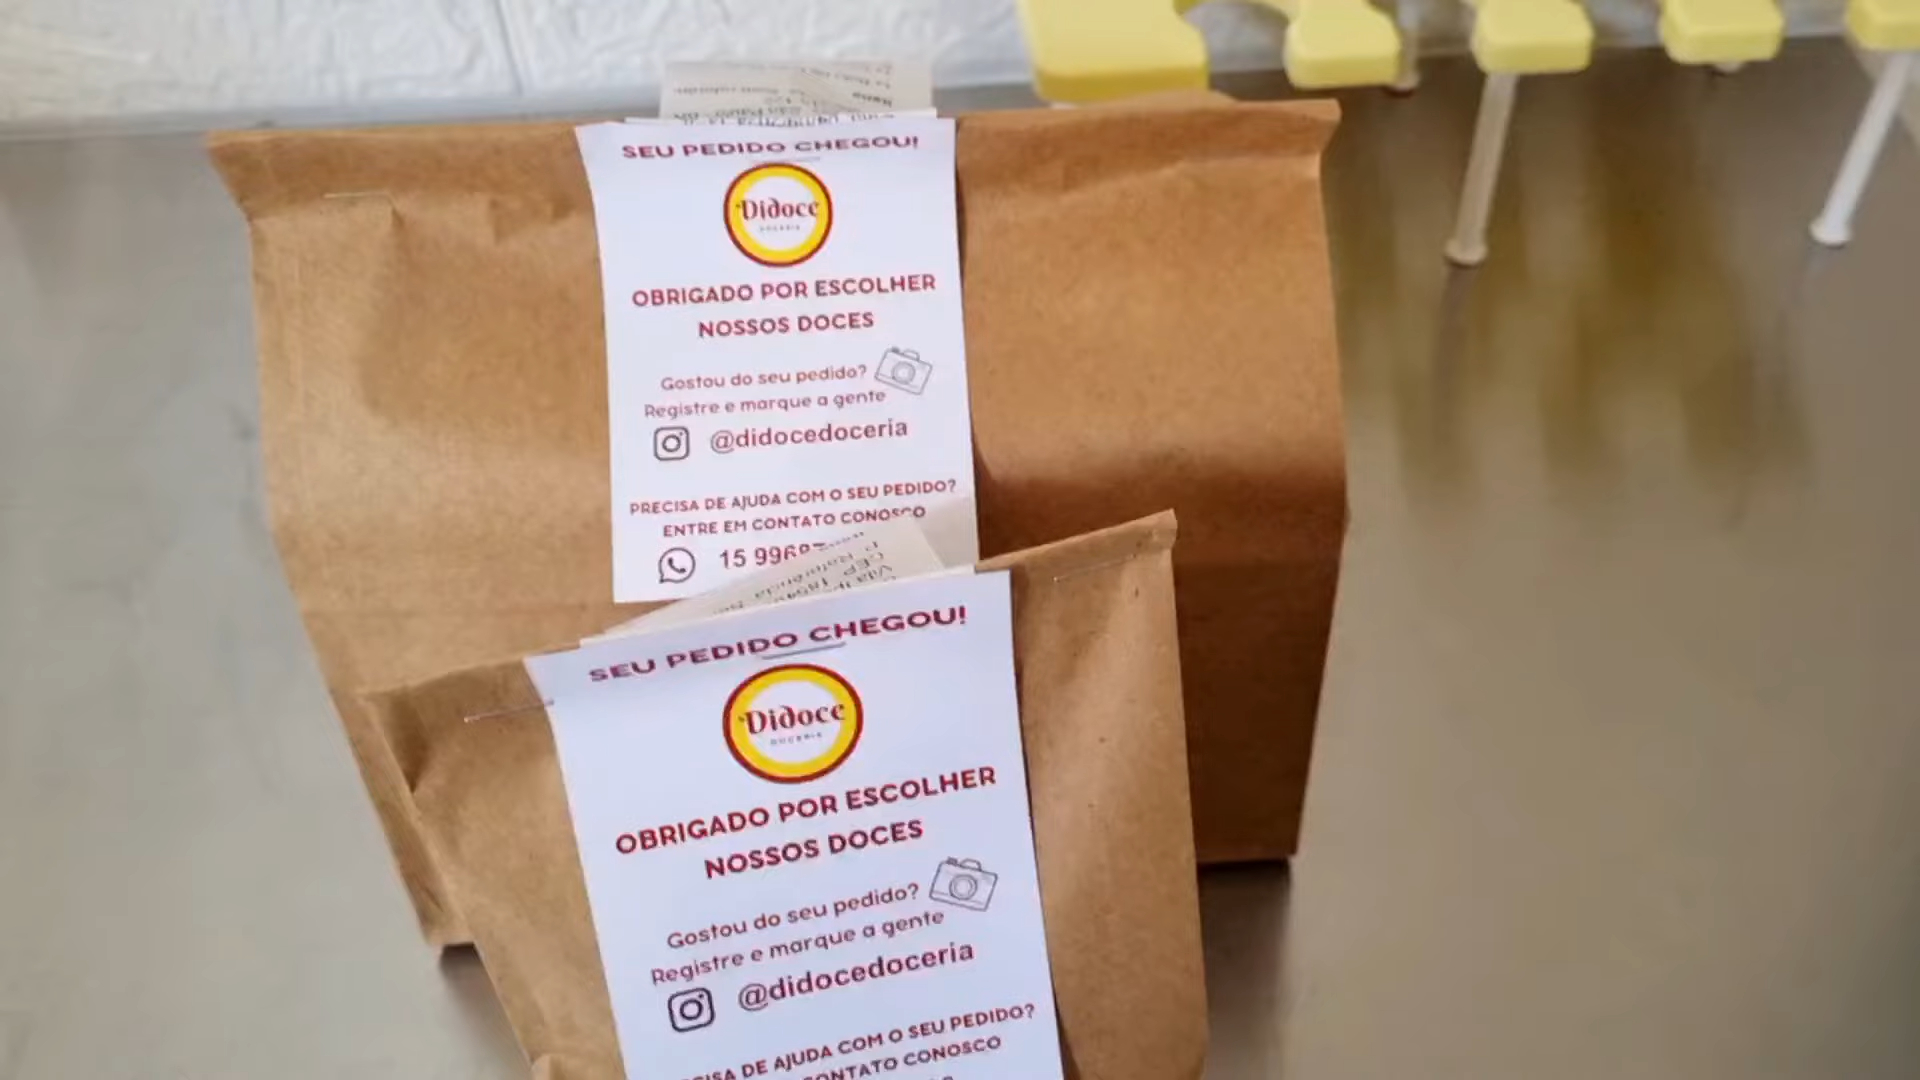 SEU PEDIDO CHEGOU!
Didoce
DOCERIA
OBRIGADO POR ESCOLHER
NOSSOS DOCES
Gostou do seu pedido?
Registre e marque a gente
@didocedoceria
PRECISA DE AJUDA COM O SEU PEDIDO?
ENTRE EM CONTATO CONOSCO
15
SEU PEDIDO CHEGOU!
Didoce
DOCERIA
OBRIGADO POR ESCOLHER
NOSSOS DOCES
Gostou do seu pedido?
Registre e marque a gente
@didocedoceria
DE AJUDA COM O SEU PEDIDO?
CONTATO CONOSCO